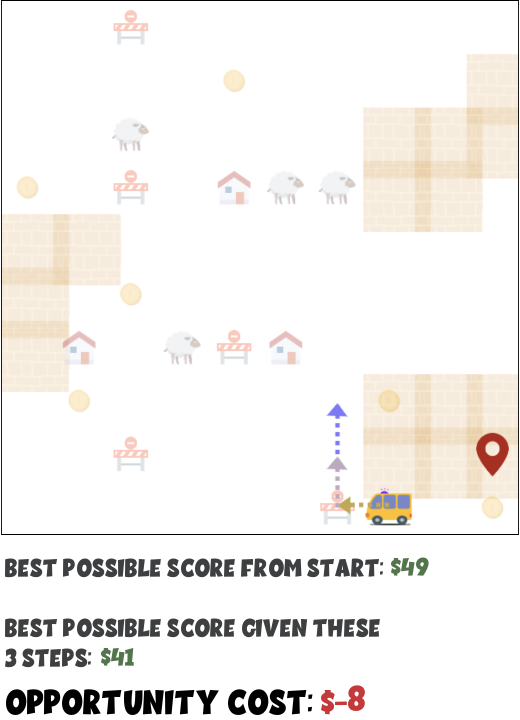 BEST POSSIBLE SCORE FROM START: $49
BEST POSSIBLE SCORE GIVEN THESE
3 STEPS: $41
OPPORTUNITY COST: $-8